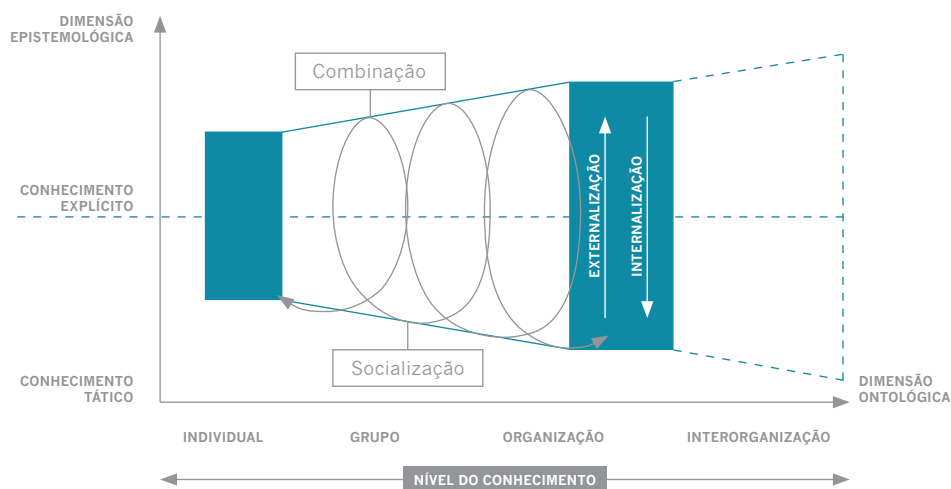 DIMENSÃO
EPISTEMOLÓGICA
Combinação
CONHECIMENTO
EXPLÍCITO
EXTERNALIZAÇÃO
INTERNALIZAÇÃO
Socialização
CONHECIMENTO
TÁTICO
DIMENSÃO
ONTOLÓGICA
INDIVIDUAL
GRUPO
ORGANIZAÇÃO
INTERORGANIZAÇÃO
NÍVEL DO CONHECIMENTO